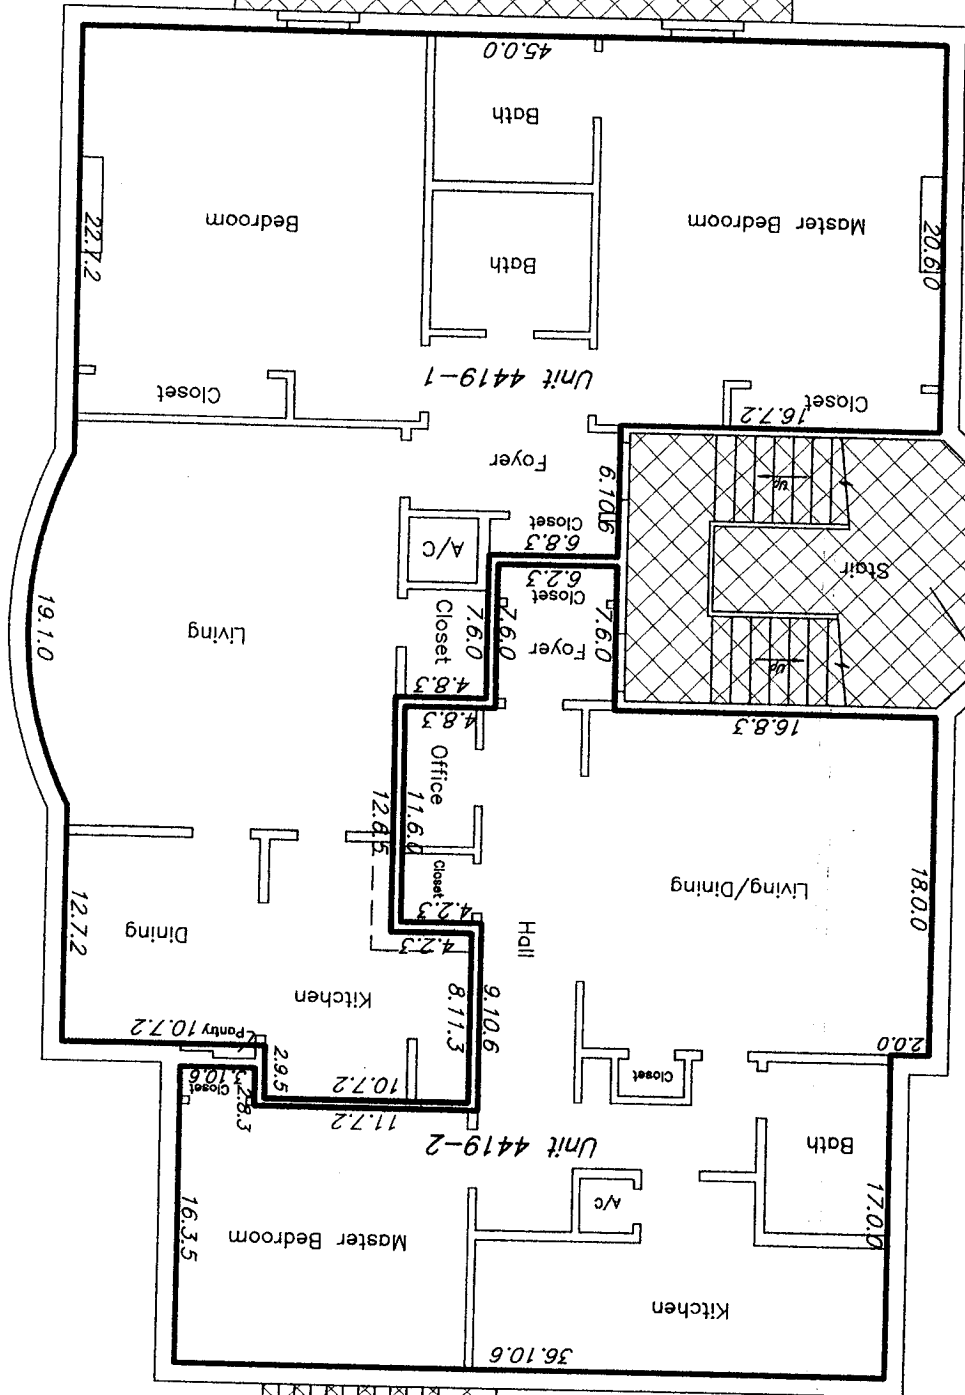 36.10.6
Kitchen
Master Bedroom
16.3.5
17.0.0
A/C
Bath
Unit 4419-2
11.7.2
2.8.3
Closet
3.10.6
10.7.2
2.9.5
Pantry
10.7.2
Closet
2.0.0
8.11.3
9.10.6
Kitchen
Dining
12.7.2
Hall
4.2.3
4.2.3
Closet
Living/Dining
18.0.0
12.6.5
11.6.0
Office
16.8.3
4.8.3
4.8.3
Closet
7.6.0
7.6.0
Foyer
7.6.0
Up
Living
19.1.0
Closet
6.2.3
Stair
A/C
6.8.3
Closet
6.10.6
Up
Foyer
16.7.2
Closet
Closet
Unit 4419-1
Bath
20.6.0
22.7.2
Master Bedroom
Bedroom
Bath
45.0.0